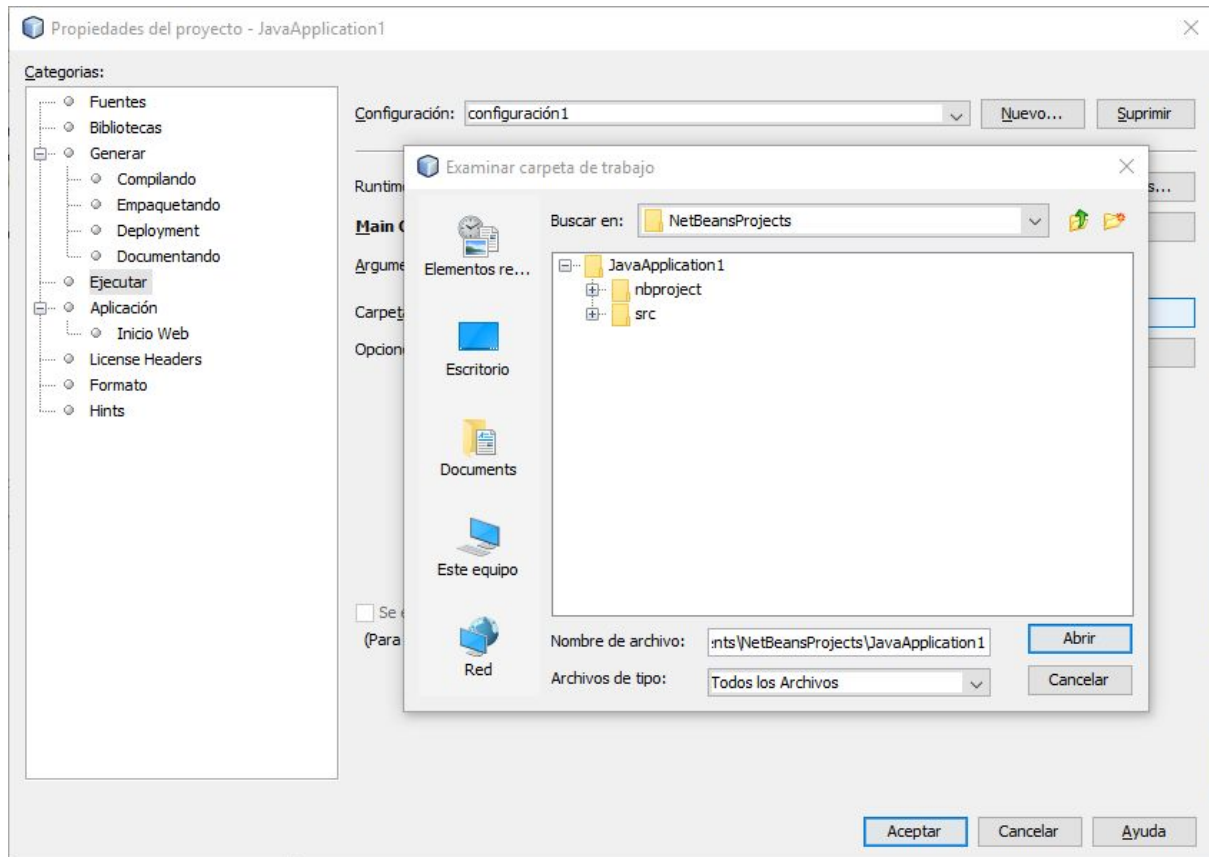 Propiedades del proyecto - JavaApplication1
Categorias:
Fuentes
Bibliotecas
Generar
Compilando
Empaquetando
Deployment
Documentando
Ejecutar
Aplicación
Inicio Web
License Headers
Formato
Hints
Configuración: configuración1 Nuevo... Suprimir
Runtim
Main
Argume
Carpet
Opcion
Se
(Para
s...
Examinar carpeta de trabajo
Buscar en: NetBeansProjects
Elementos re...
Escritorio
Documents
Este equipo
Red
JavaApplication1
nbproject
src
Nombre de archivo: nts\NetBeansProjects\JavaApplication1 Abrir
Archivos de tipo: Todos los Archivos Cancelar
Aceptar Cancelar Ayuda